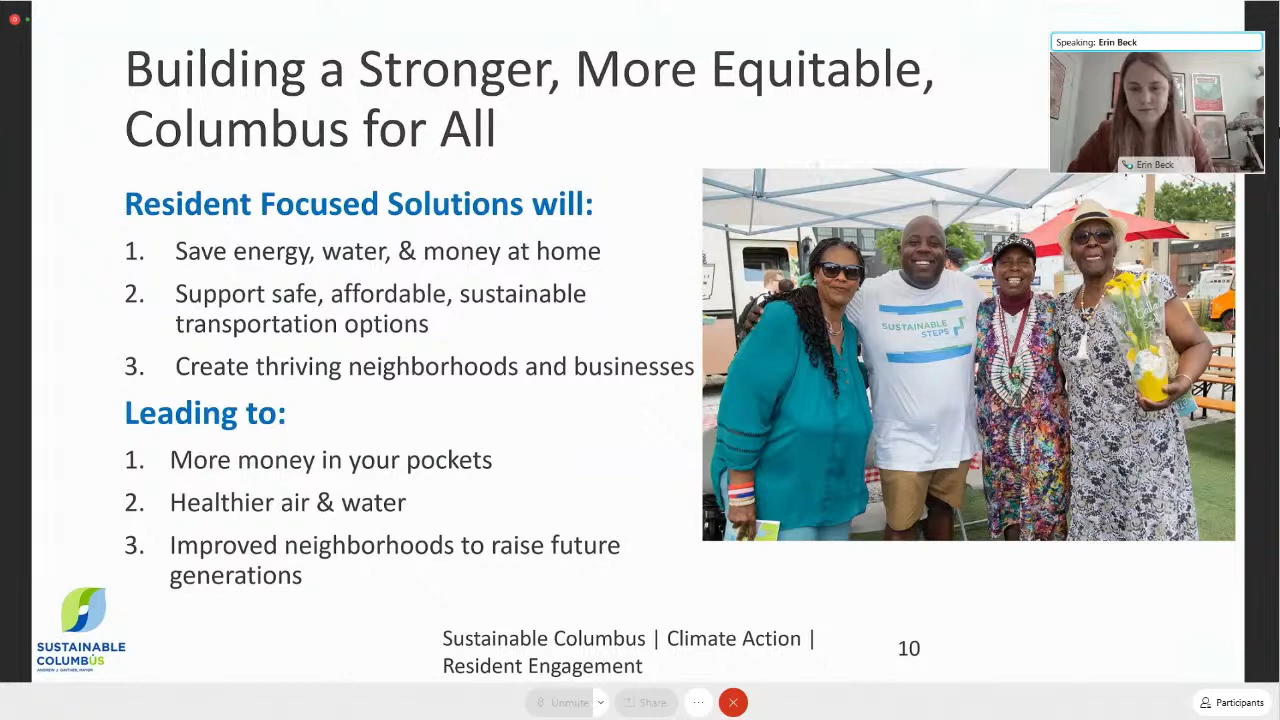 Building a Stronger, More Equitable,
Columbus for All
Speaking: Erin Beck
Erin Beck
Resident Focused Solutions will:
1. Save energy, water, & money at home
2. Support safe, affordable, sustainable
transportation options
3. Create thriving neighborhoods and businesses
Leading to:
1. More money in your pockets
2. Healthier air & water
3. Improved neighborhoods to raise future
generations
SUSTAINABLE
STEPS
SUSTAINABLE
COLUMBUS
ANDREW J. GINTHER, MAYOR
Sustainable Columbus | Climate Action |
Resident Engagement
10
Unmute
Share
Participants